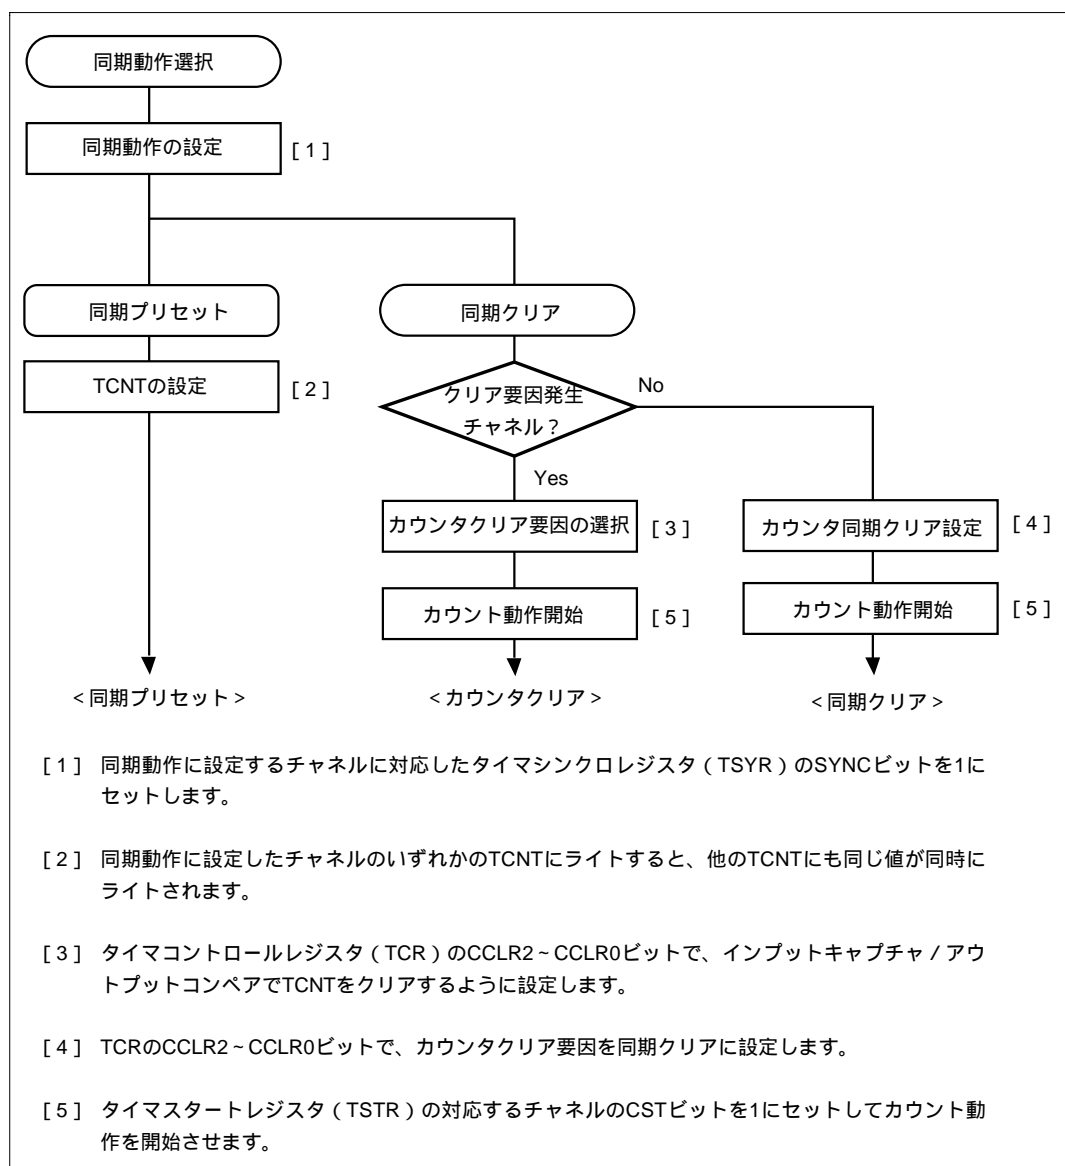 同期動作選択
同期動作の設定 [1]
同期プリセット
同期クリア
TCNTの設定 [2]
クリア要因発生
チャネル？
No
Yes
カウンタクリア要因の選択 [3]
カウンタ同期クリア設定 [4]
カウント動作開始 [5]
カウント動作開始 [5]
<同期プリセット>
<カウンタクリア>
<同期クリア>
[1] 同期動作に設定するチャネルに対応したタイマシンクロレジスタ（TSYR）のSYNCビットを1に
セットします。
[2] 同期動作に設定したチャネルのいずれかのTCNTにライトすると、他のTCNTにも同じ値が同時に
ライトされます。
[3] タイマコントロールレジスタ（TCR）のCCLR2～CCLR0ビットで、インプットキャプチャ／アウ
トプットコンペアでTCNTをクリアするように設定します。
[4] TCRのCCLR2～CCLR0ビットで、カウンタクリア要因を同期クリアに設定します。
[5] タイマスタートレジスタ（TSTR）の対応するチャネルのCSTビットを1にセットしてカウント動
作を開始させます。